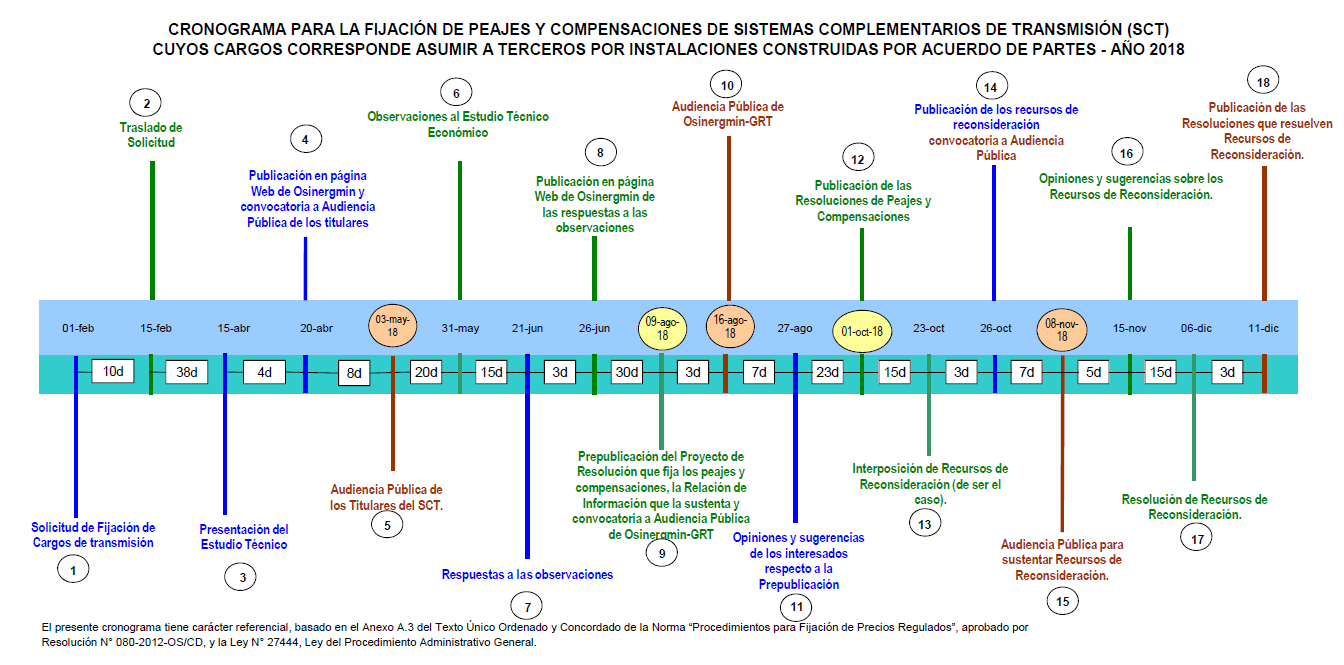 CRONOGRAMA PARA LA FIJACIÓN DE PEAJES Y COMPENSACIONES DE SISTEMAS COMPLEMENTARIOS DE TRANSMISIÓN (SCT)
CUYOS CARGOS CORRESPONDE ASUMIR A TERCEROS POR INSTALACIONES CONSTRUIDAS POR ACUERDO DE PARTES - AÑO 2018
2
Traslado de
Solicitud
4
Publicación en página
Web de Osinergmin y
convocatoria a Audiencia
Pública de los titulares
6
Observaciones al Estudio Técnico
Económico
8
Publicación en página
Web de Osinergmin de
las respuestas a las
observaciones
10
Audiencia Pública de
Osinergmin-GRT
12
Publicación de las
Resoluciones de Peajes y
Compensaciones
14
Publicación de los recursos de
reconsideración
convocatoria a Audiencia
Pública
16
Opiniones y sugerencias sobre los
Recursos de Reconsideración.
18
Publicación de las
Resoluciones que resuelven
Recursos de
Reconsideración.
01-feb
15-feb
15-abr
20-abr
03-may-
18
31-may
21-jun
26-jun
09-ago-
18
16-ago-
18
27-ago
01-oct-18
23-oct
26-oct
08-nov-
18
15-nov
06-dic
11-dic
10d
38d
4d
8d
20d
15d
3d
30d
3d
7d
23d
15d
3d
7d
5d
15d
3d
Solicitud de Fijación de
Cargos de transmisión
1
Presentación del
Estudio Técnico
3
Audiencia Pública de
los Titulares del SCT.
5
Respuestas a las observaciones
7
Prepublicación del Proyecto de
Resolución que fija los peajes y
compensaciones, la Relación de
Información que la sustenta y
convocatoria a Audiencia Pública
de Osinergmin-GRT
9
Opiniones y sugerencias
de los interesados
respecto a la
Prepublicación
11
Interposición de Recursos de
Reconsideración (de ser el
caso).
13
Audiencia Pública para
sustentar Recursos de
Reconsideración.
15
Resolución de Recursos de
Reconsideración.
17
El presente cronograma tiene carácter referencial, basado en el Anexo A.3 del Texto Único Ordenado y Concordado de la Norma “Procedimientos para Fijación de Precios Regulados”, aprobado por
Resolución N° 080-2012-OS/CD, y la Ley N° 27444, Ley del Procedimiento Administrativo General.